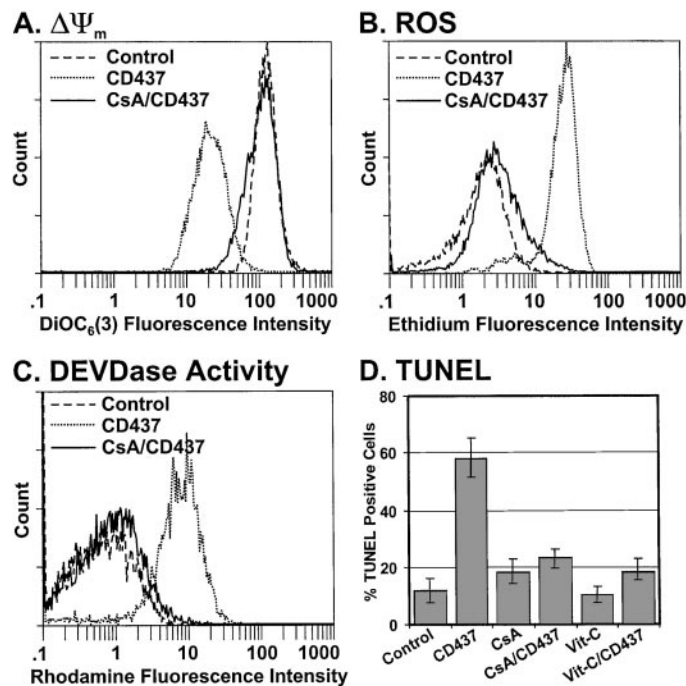 A. ΔΨm
Control
CD437
CsA/CD437
Count
.1 1 10 100 1000
DiOC6(3) Fluorescence Intensity
B. ROS
Control
CD437
CsA/CD437
Count
.1 1 10 100 1000
Ethidium Fluorescence Intensity
C. DEVDase Activity
Control
CD437
CsA/CD437
Count
.1 1 10 100 1000
Rhodamine Fluorescence Intensity
D. TUNEL
% TUNEL Positive Cells
80
60
40
20
0
Control
CD437
CsA
CsA/CD437
Vit-C
Vit-C/CD437